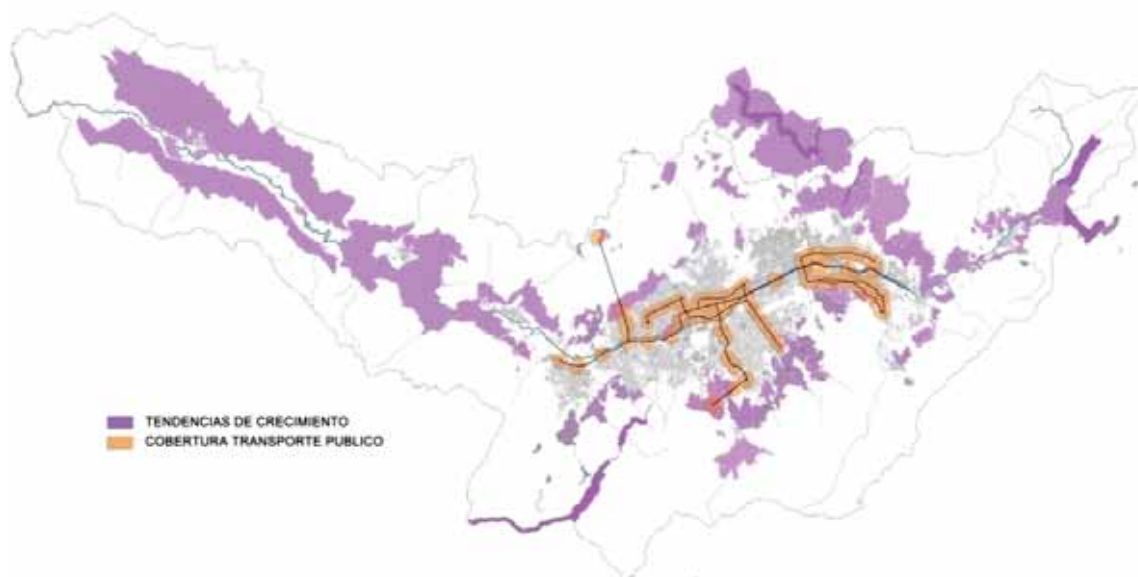 TENDENCIAS DE CRECIMIENTO
COBERTURA TRANSPORTE PUBLICO